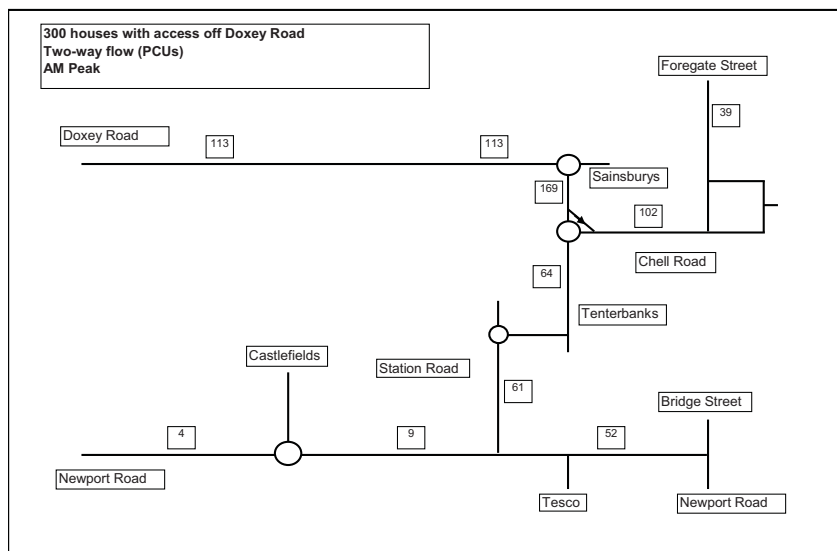 300 houses with access off Doxey Road
Two-way flow (PCUs)
AM Peak
Foregate Street
39
Doxey Road
113
113
Sainsburys
169
102
Chell Road
64
Tenterbanks
Castlefields
Station Road
61
Bridge Street
4
9
52
Newport Road
Tesco
Newport Road